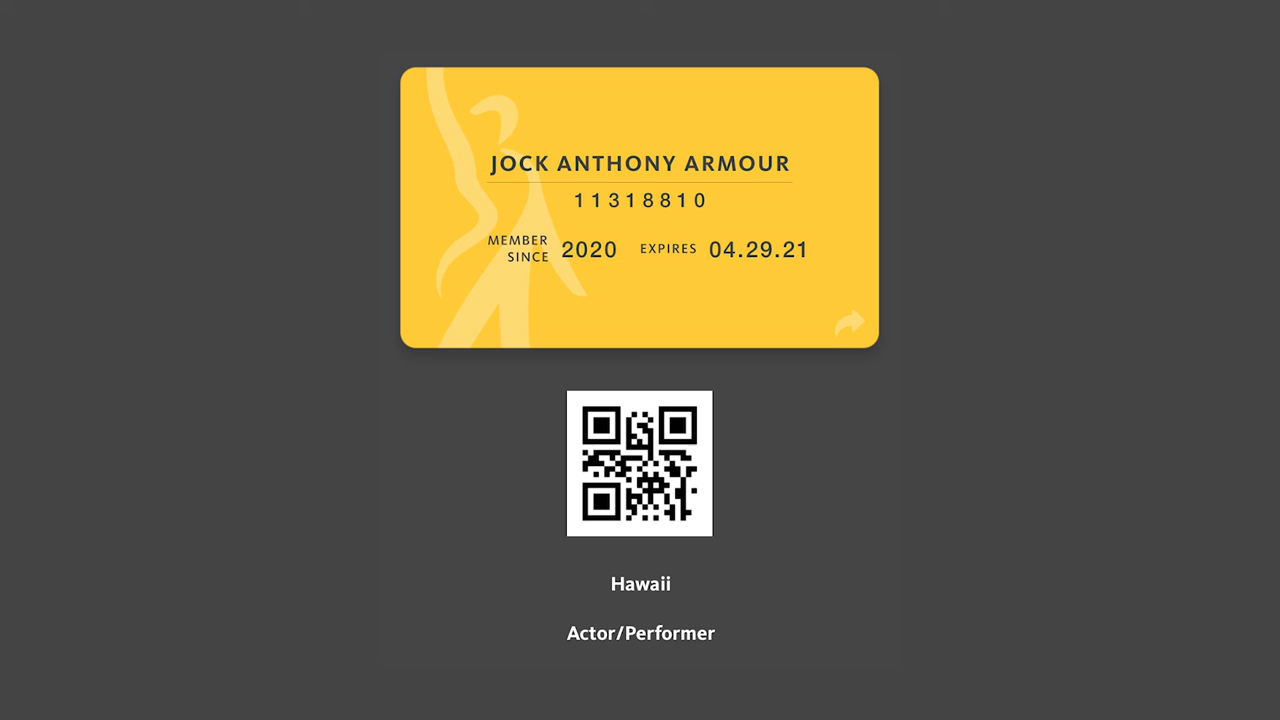 JOCK ANTHONY ARMOUR
11318810
MEMBER SINCE 2020 EXPIRES 04.29.21
Hawaii
Actor/Performer